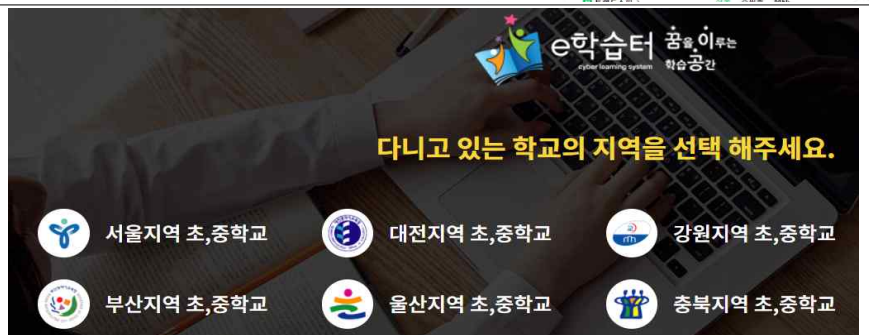 e학습터 꿈을 이루는
cyber learning system 학습공간
다니고 있는 학교의 지역을 선택 해주세요.
서울지역 초,중학교 대전지역 초,중학교 강원지역 초,중학교
부산지역 초,중학교 울산지역 초,중학교 충북지역 초,중학교